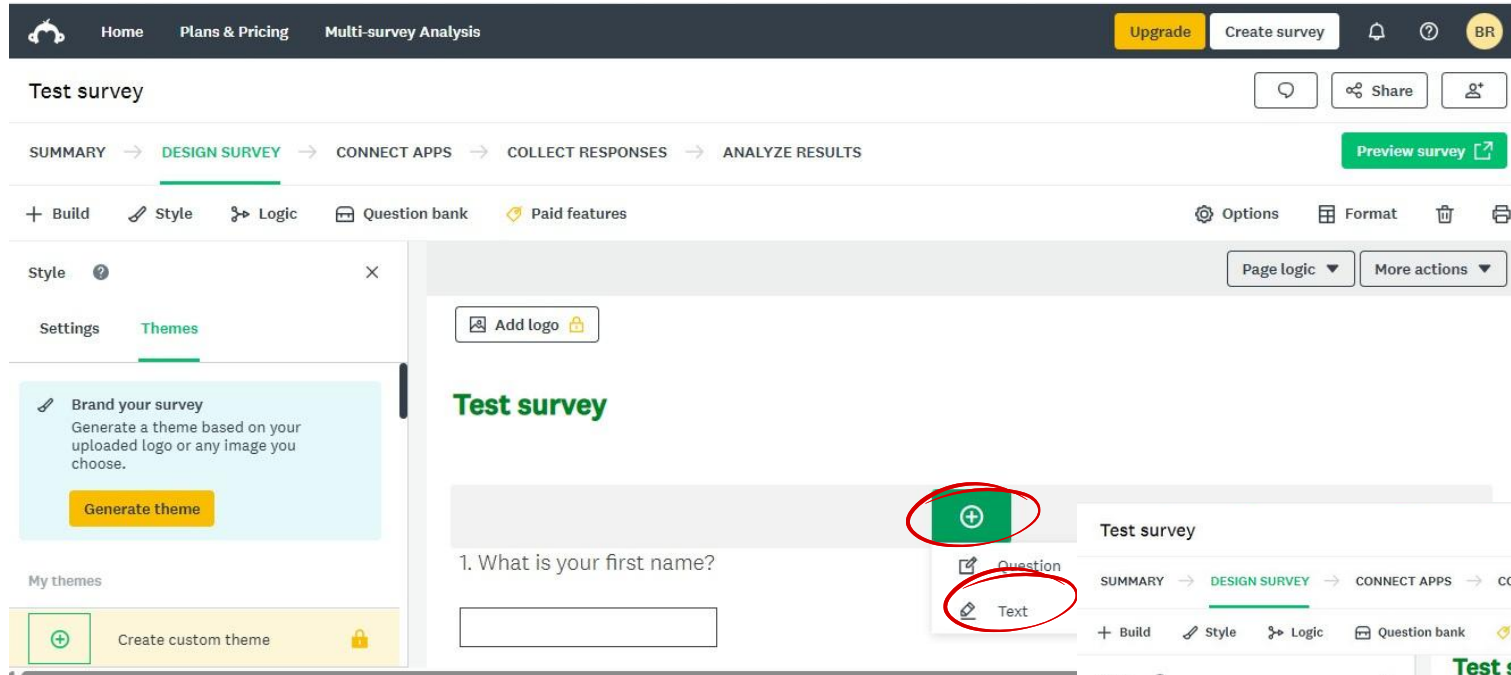 Home Plans & Pricing Multi-survey Analysis Upgrade Create survey BR
Test survey Share
SUMMARY → DESIGN SURVEY → CONNECT APPS → COLLECT RESPONSES → ANALYZE RESULTS Preview survey
+ Build Style Logic Question bank Paid features Options Format
Style ? Page logic More actions
Settings Themes
Add logo
Brand your survey
Generate a theme based on your
uploaded logo or any image you
choose.
Generate theme
My themes
Create custom theme
Test survey
1. What is your first name?
Question
Text
Test survey
SUMMARY → DESIGN SURVEY → CONNECT APPS →
+ Build Style Logic Question bank
Test